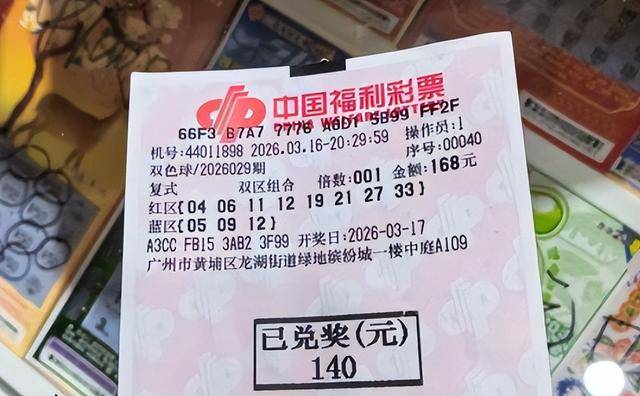 中国福利彩票
66F3 B7A7 7776 A6D1 5B99 FF2F
机号:44011898 2026.03.16-20:29:59 操作员:1
双色球/2026029期 序号:00040
复式 双区组合 倍数:001 金额:168元
红区{04 06 11 12 19 21 27 33}
蓝区{05 09 12}
A3CC FB15 3AB2 3F99 开奖日:2026-03-17
广州市黄埔区龙湖街道绿地缤纷城一楼中庭A109
已兑奖(元)
140